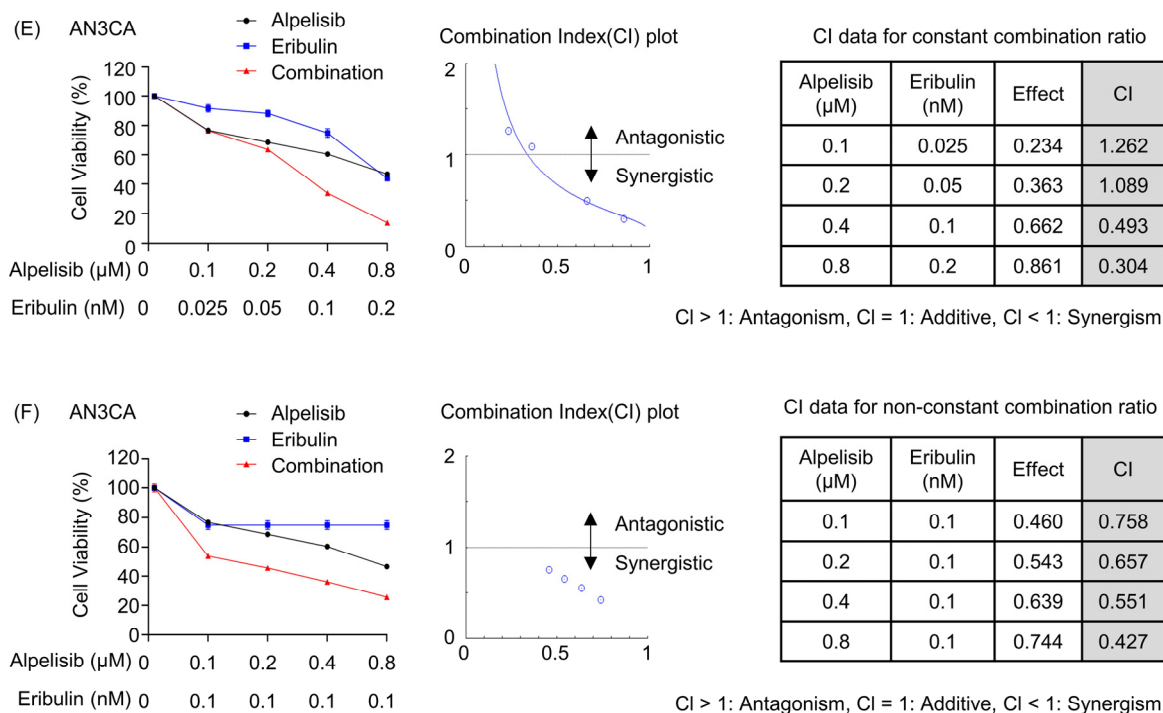 (E) AN3CA
Alpelisib
Eribulin
Combination
Cell Viability (%)
120
100
80
60
40
20
0
Alpelisib (µM) 0 0.1 0.2 0.4 0.8
Eribulin (nM) 0 0.025 0.05 0.1 0.2
Combination Index(CI) plot
2
1
0
Antagonistic
Synergistic
0 0.5 1
CI data for constant combination ratio
Alpelisib (µM) Eribulin (nM) Effect CI
0.1 0.025 0.234 1.262
0.2 0.05 0.363 1.089
0.4 0.1 0.662 0.493
0.8 0.2 0.861 0.304
CI > 1: Antagonism, CI = 1: Additive, CI < 1: Synergism
(F) AN3CA
Alpelisib
Eribulin
Combination
Cell Viability (%)
120
100
80
60
40
20
0
Alpelisib (µM) 0 0.1 0.2 0.4 0.8
Eribulin (nM) 0 0.1 0.1 0.1 0.1
Combination Index(CI) plot
2
1
0
Antagonistic
Synergistic
0 0.5 1
CI data for non-constant combination ratio
Alpelisib (µM) Eribulin (nM) Effect CI
0.1 0.1 0.460 0.758
0.2 0.1 0.543 0.657
0.4 0.1 0.639 0.551
0.8 0.1 0.744 0.427
CI > 1: Antagonism, CI = 1: Additive, CI < 1: Synergism